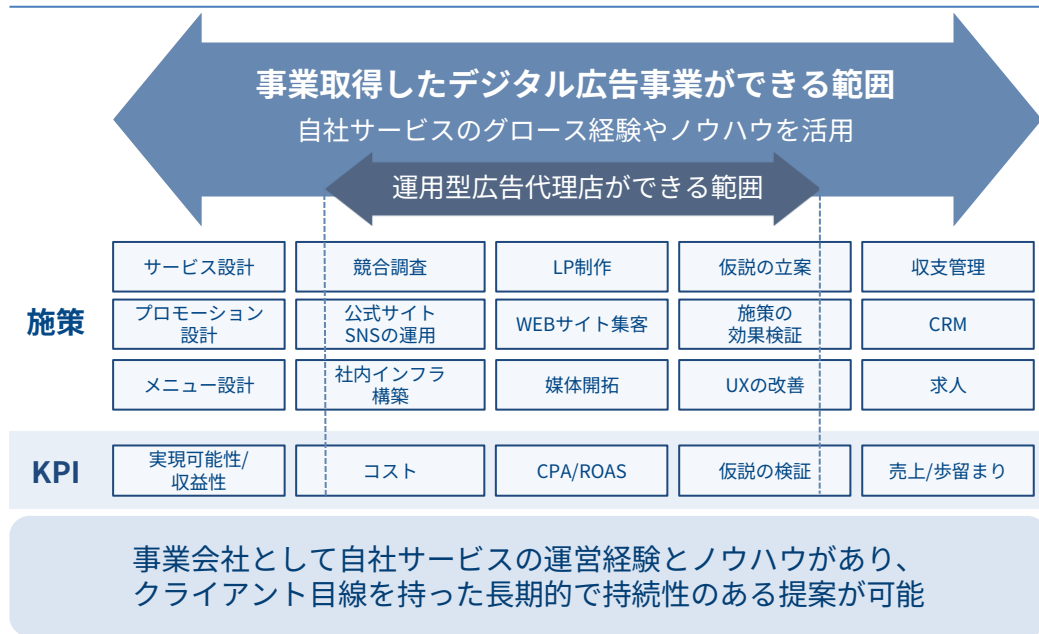 事業取得したデジタル広告事業ができる範囲
自社サービスのグロース経験やノウハウを活用
運用型広告代理店ができる範囲
施策
サービス設計
競合調査
LP制作
仮説の立案
収支管理
プロモーション
設計
公式サイト
SNSの運用
WEBサイト集客
施策の
効果検証
CRM
メニュー設計
社内インフラ
構築
媒体開拓
UXの改善
求人
KPI
実現可能性/
収益性
コスト
CPA/ROAS
仮説の検証
売上/歩留まり
事業会社として自社サービスの運営経験とノウハウがあり、
クライアント目線を持った長期的で持続性のある提案が可能